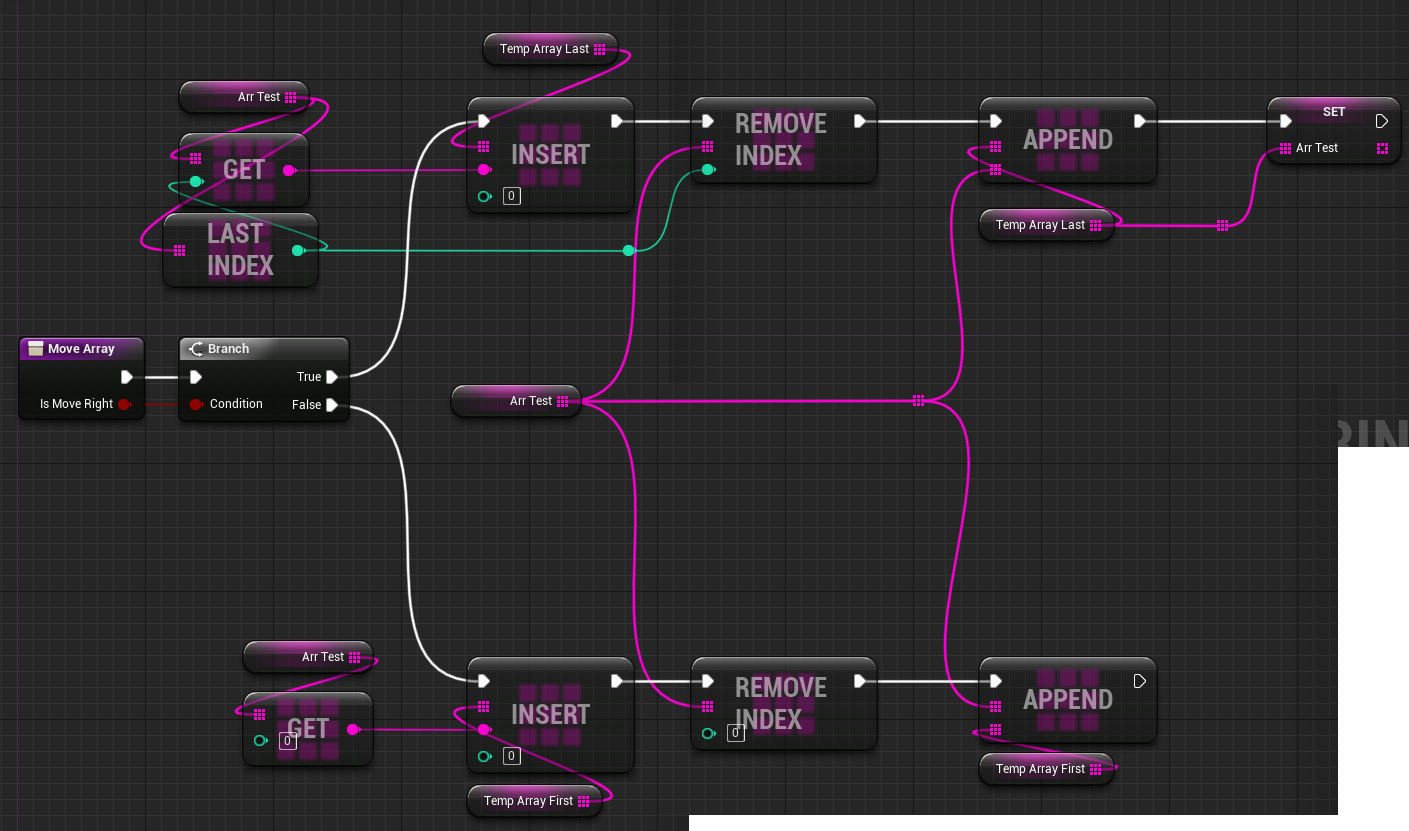 Temp Array Last
Arr Test
GET
INSERT
0
REMOVE
INDEX
APPEND
SET
Arr Test
LAST
INDEX
Temp Array Last
Move Array
Is Move Right
Branch
Condition
True
False
Arr Test
Arr Test
GET
0
INSERT
0
REMOVE
INDEX
0
APPEND
Temp Array First
Temp Array First